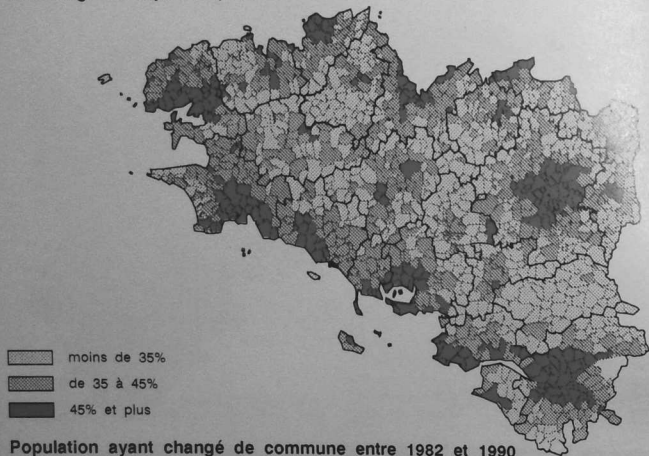 moins de 35%
de 35 à 45%
45% et plus
Population ayant changé de commune entre 1982 et 1990